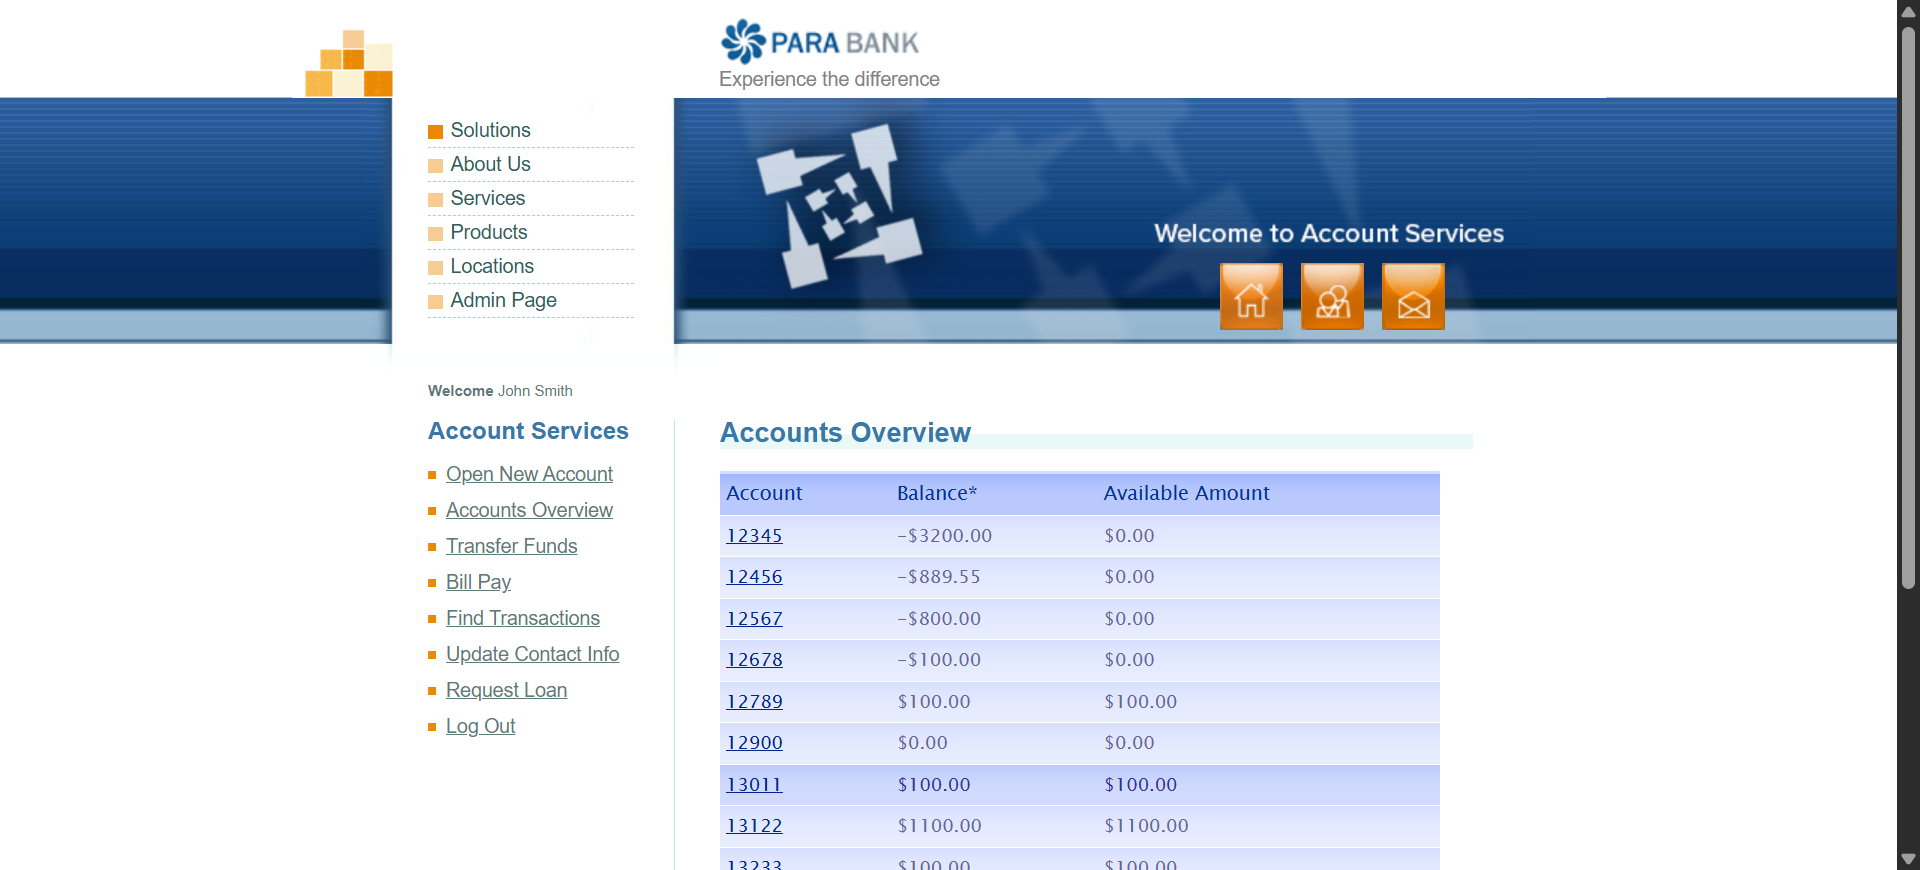 PARA BANK
Experience the difference
Solutions
About Us
Services
Products
Locations
Admin Page
Welcome to Account Services
Welcome John Smith
Account Services
Open New Account
Accounts Overview
Transfer Funds
Bill Pay
Find Transactions
Update Contact Info
Request Loan
Log Out
Accounts Overview
Account Balance* Available Amount
12345 -$3200.00 $0.00
12456 -$889.55 $0.00
12567 -$800.00 $0.00
12678 -$100.00 $0.00
12789 $100.00 $100.00
12900 $0.00 $0.00
13011 $100.00 $100.00
13122 $1100.00 $1100.00
13233 $100.00 $100.00